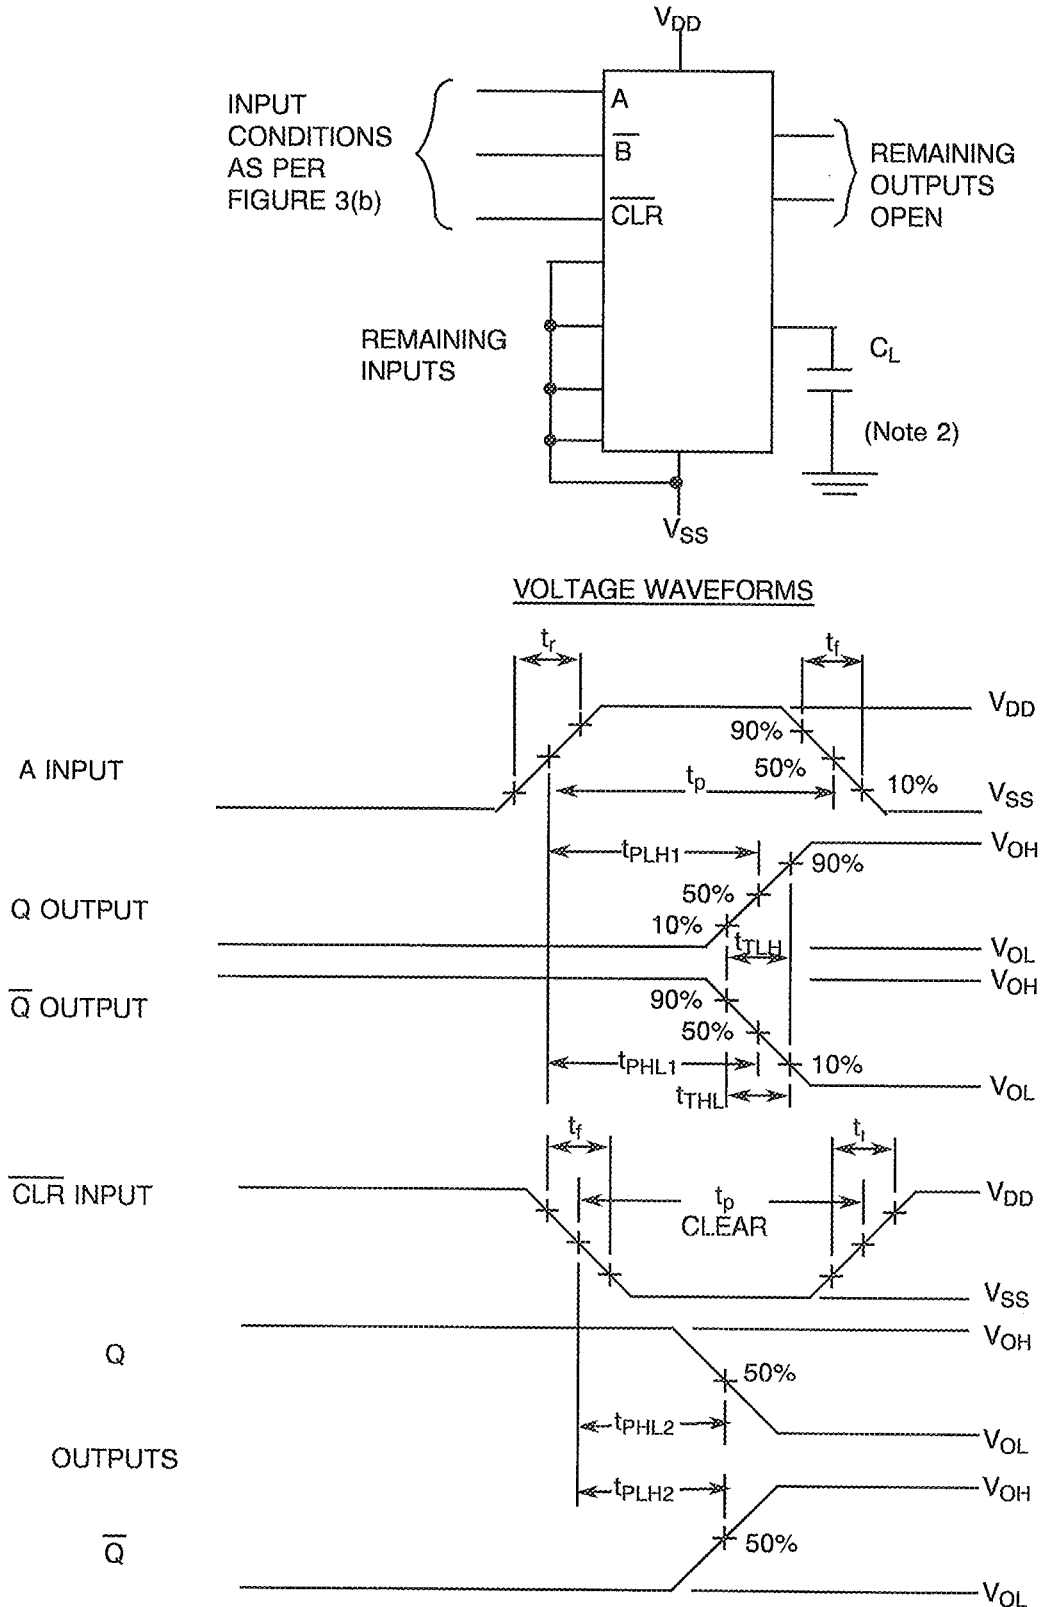 VDD
INPUT
CONDITIONS
AS PER
FIGURE 3(b)
A
B̅
C̅L̅R̅
REMAINING
OUTPUTS
OPEN
REMAINING
INPUTS
CL
(Note 2)
VSS
VOLTAGE WAVEFORMS
tr
tf
VDD
90%
A INPUT
50%
tp
10%
VSS
tPLH1
VOH
90%
50%
Q OUTPUT
10%
tTLH
VOL
VOH
90%
Q̅ OUTPUT
50%
tPHL1
10%
VOL
tTHL
tf
C̅L̅R̅ INPUT
tp
CLEAR
VDD
VSS
VOH
Q
50%
tPHL2
VOL
OUTPUTS
tPLH2
VOH
50%
Q̅
VOL